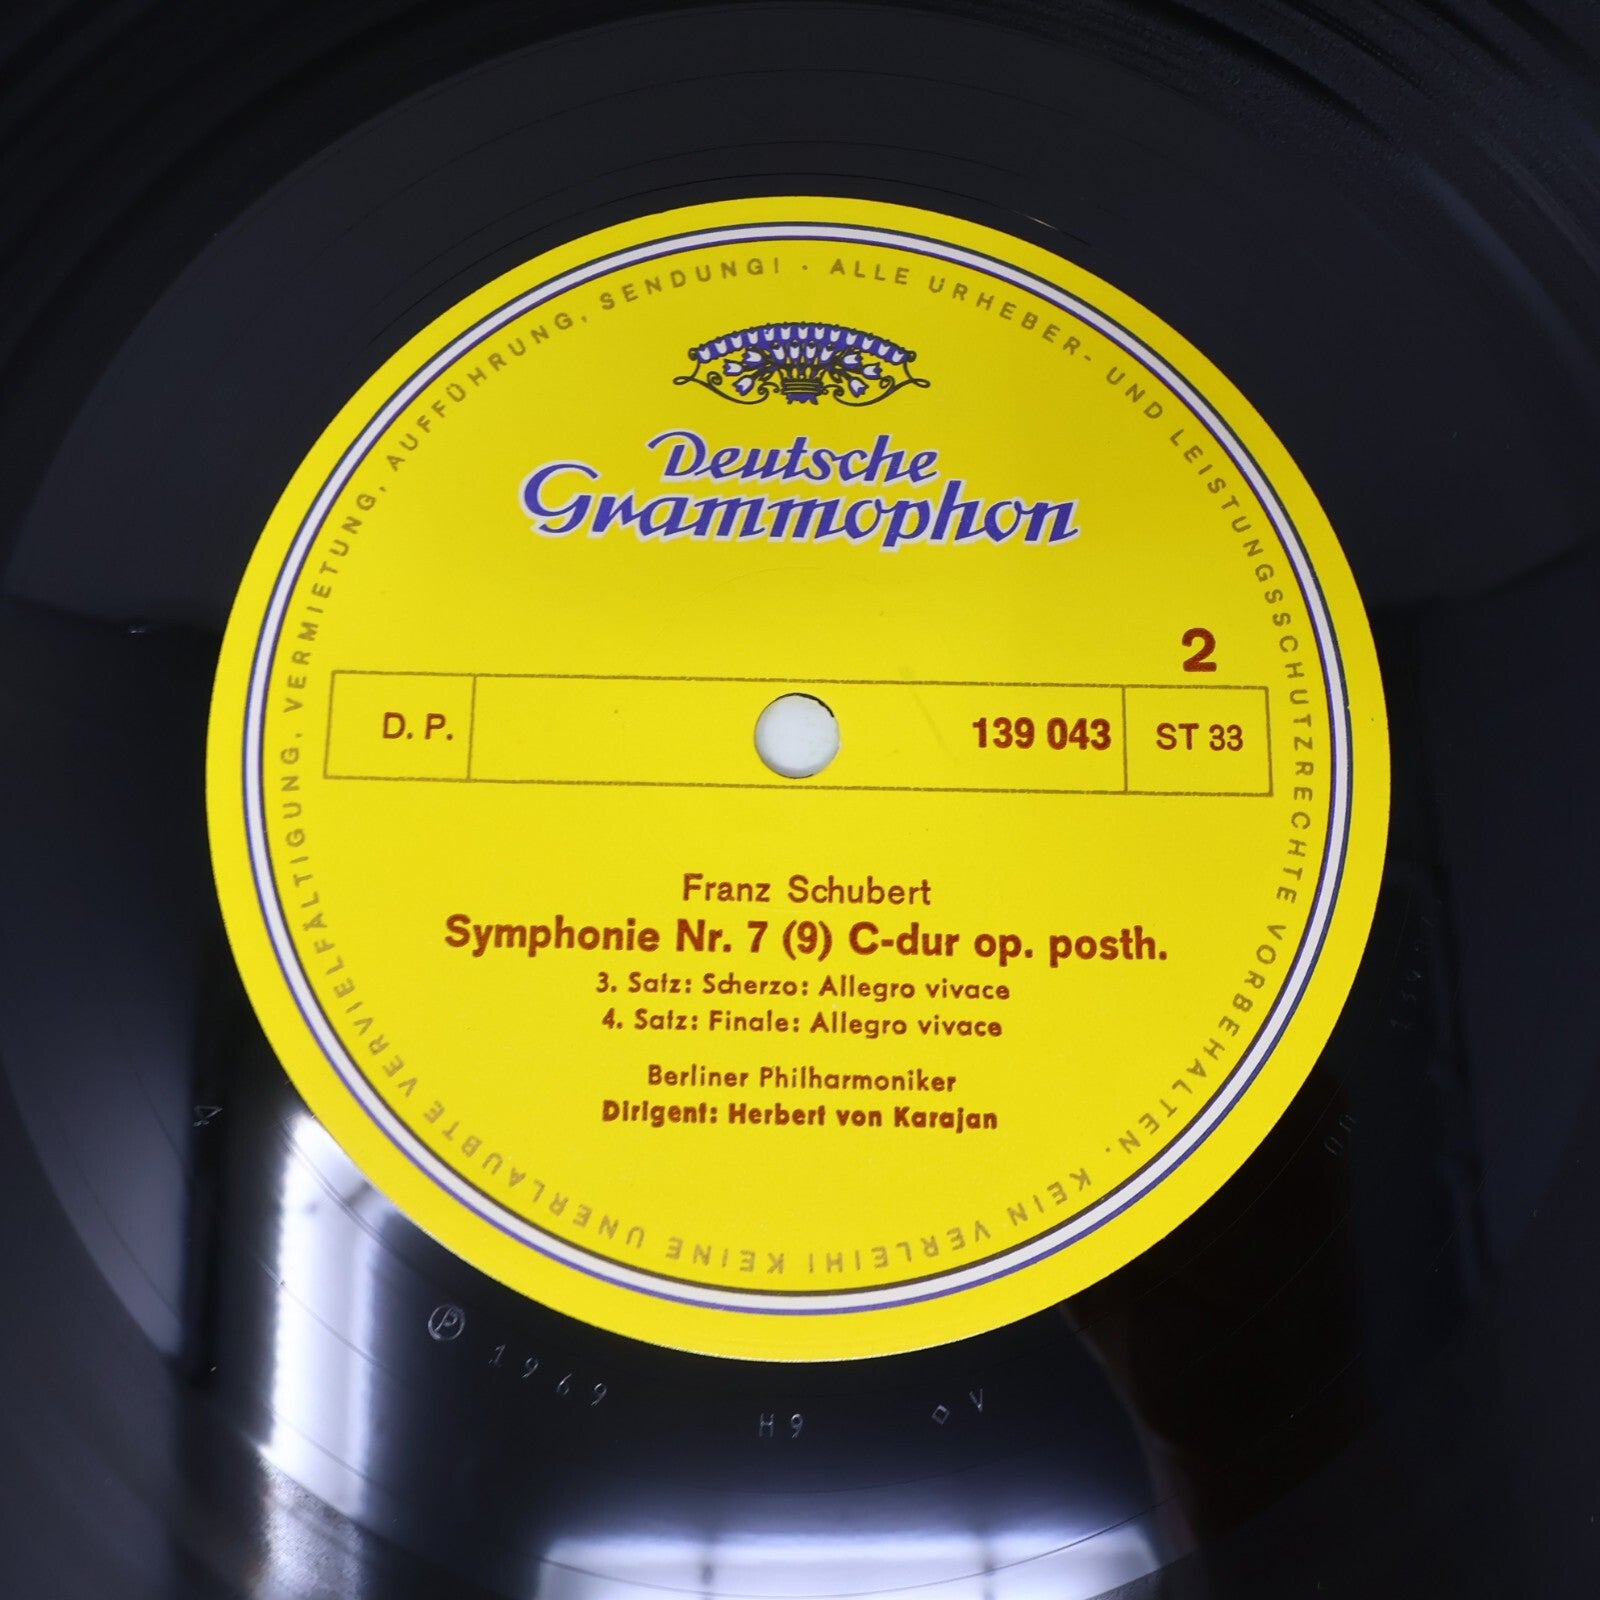 ALLE URHEBER- UND LEISTUNGSSCHUTZRECHTE VORBEHALTEN. · KEIN VERLEIH! KEINE UNERLAUBTE VERVIELFÄLTIGUNG, VERMIETUNG, AUFFÜHRUNG, SENDUNG! ·
Deutsche
Grammophon
2
D. P. 139 043 ST 33
Franz Schubert
Symphonie Nr. 7 (9) C-dur op. posth.
3. Satz: Scherzo: Allegro vivace
4. Satz: Finale: Allegro vivace
Berliner Philharmoniker
Dirigent: Herbert von Karajan
℗ 1969
H 9
◇ V